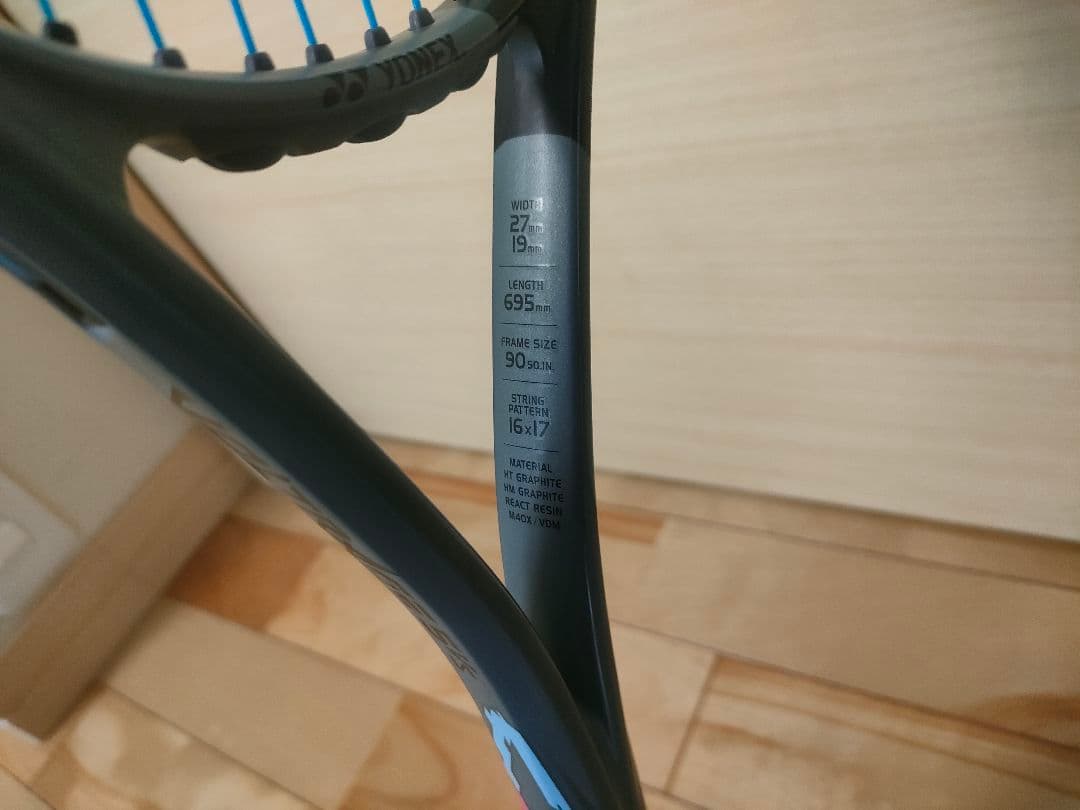 YONEX
WIDTH
27mm
19mm
LENGTH
695mm
FRAME SIZE
90SQ.IN.
STRING
PATTERN
16x17
MATERIAL
HT GRAPHITE
HM GRAPHITE
REACT RESIN
M40X/VDM